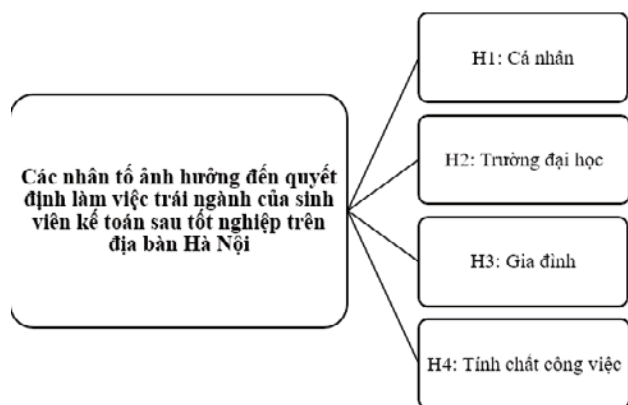 Các nhân tố ảnh hưởng đến quyết
định làm việc trái ngành của sinh
viên kế toán sau tốt nghiệp trên
địa bàn Hà Nội
H1: Cá nhân
H2: Trường đại học
H3: Gia đình
H4: Tính chất công việc